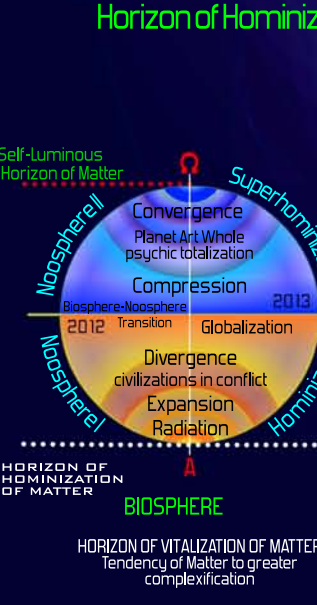 Horizon of Hominiz
Self-Luminous
Horizon of Matter
Ω
Superhominiz
Noosphere II
Convergence
Planet Art Whole
psychic totalization
Compression
Biosphere-Noosphere
Transition
2013
2012
Globalization
Divergence
civilizations in conflict
Expansion
Radiation
Noosphere I
Hominiz
A
HORIZON OF
HOMINIZATION
OF MATTER
BIOSPHERE
HORIZON OF VITALIZATION OF MATTER
Tendency of Matter to greater
complexification